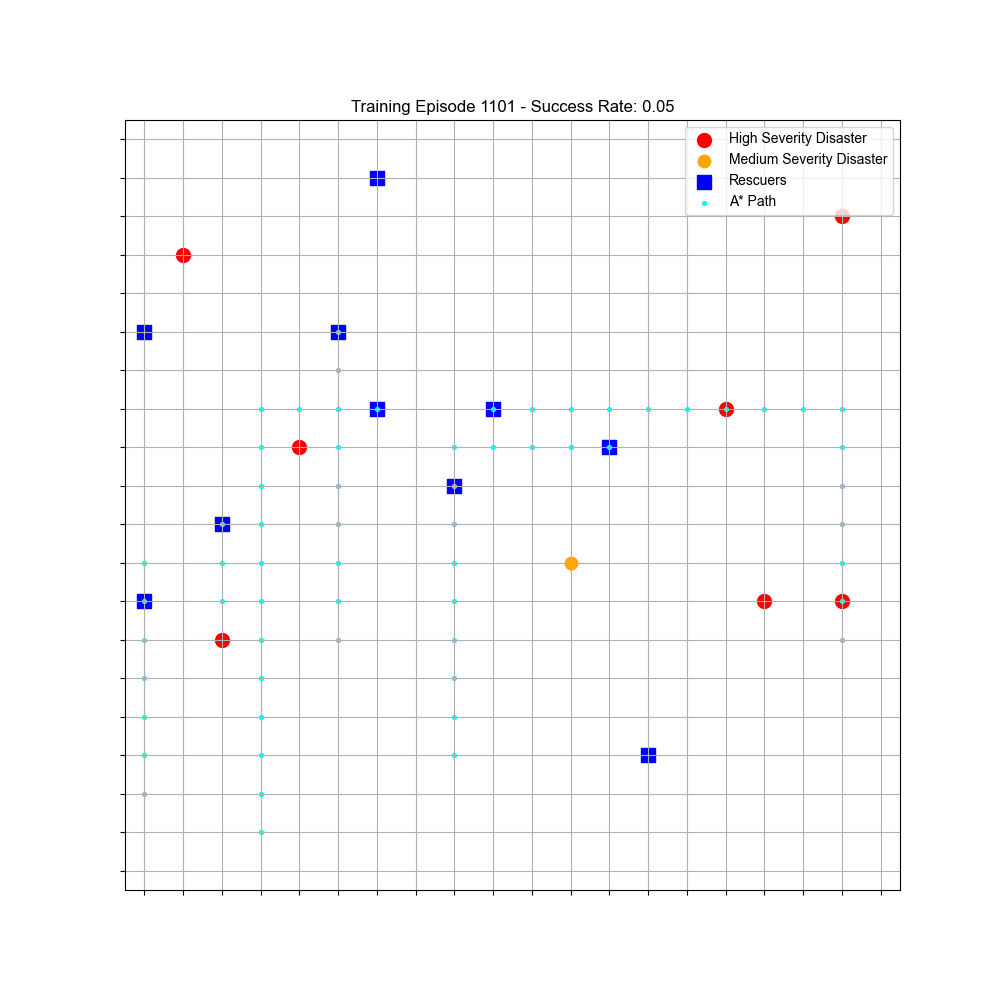 Training Episode 1101 - Success Rate: 0.05
High Severity Disaster
Medium Severity Disaster
Rescuers
A* Path